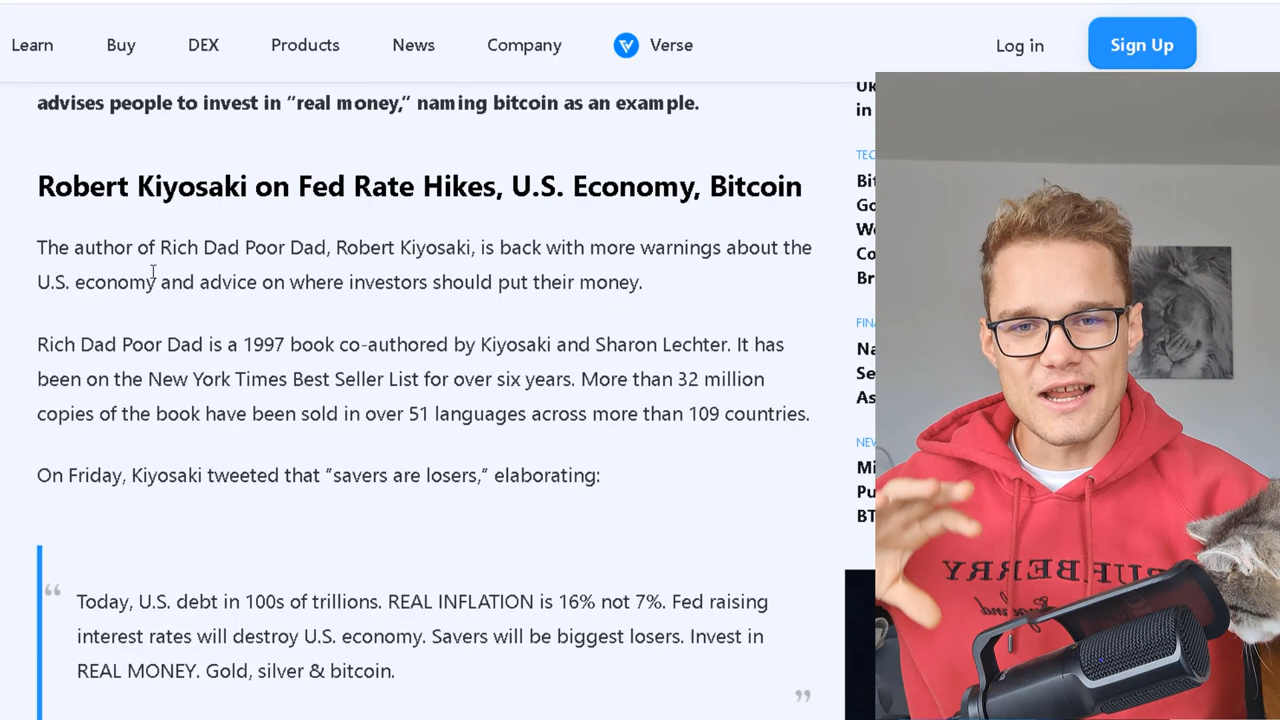 Learn Buy DEX Products News Company Verse Log in Sign Up
advises people to invest in “real money,” naming bitcoin as an example.
Robert Kiyosaki on Fed Rate Hikes, U.S. Economy, Bitcoin
The author of Rich Dad Poor Dad, Robert Kiyosaki, is back with more warnings about the
U.S. economy and advice on where investors should put their money.
Rich Dad Poor Dad is a 1997 book co-authored by Kiyosaki and Sharon Lechter. It has
been on the New York Times Best Seller List for over six years. More than 32 million
copies of the book have been sold in over 51 languages across more than 109 countries.
On Friday, Kiyosaki tweeted that “savers are losers,” elaborating:
“
Today, U.S. debt in 100s of trillions. REAL INFLATION is 16% not 7%. Fed raising
interest rates will destroy U.S. economy. Savers will be biggest losers. Invest in
REAL MONEY. Gold, silver & bitcoin.
”
in